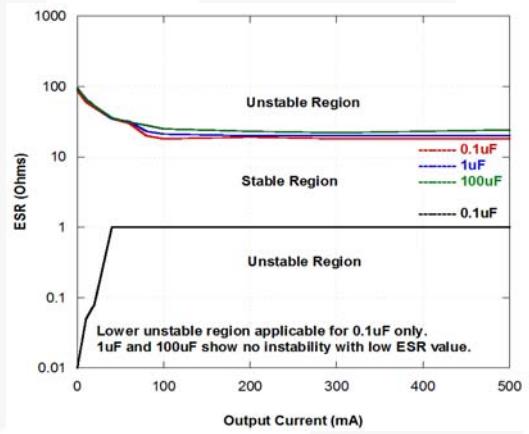 1000
100
10
1
0.1
0.01
ESR (Ohms)
Unstable Region
Stable Region
0.1uF
1uF
100uF
0.1uF
Unstable Region
Lower unstable region applicable for 0.1uF only.
1uF and 100uF show no instability with low ESR value.
0 100 200 300 400 500
Output Current (mA)